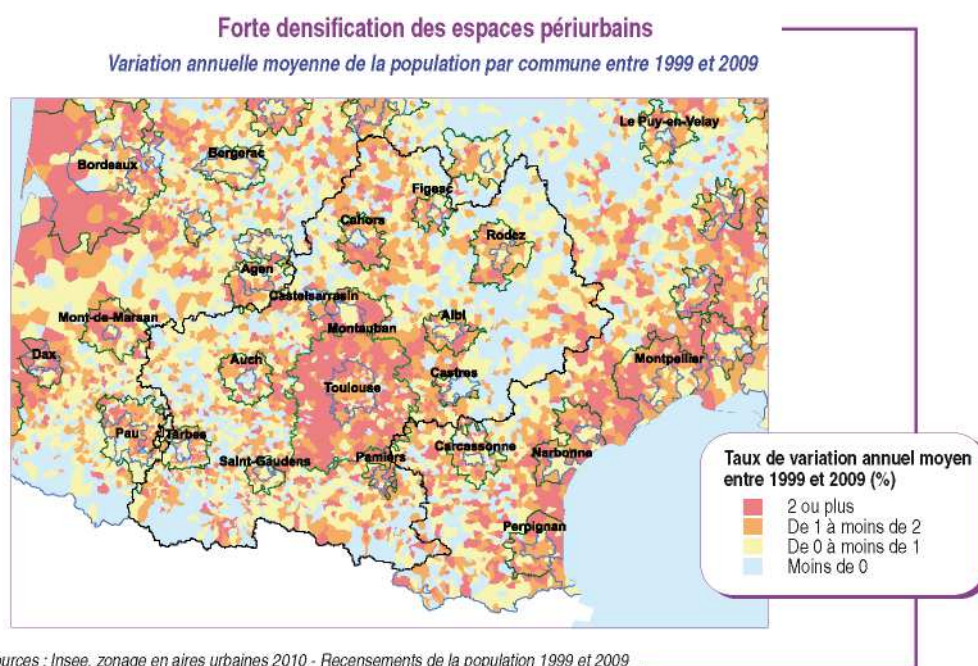 Forte densification des espaces périurbains
Variation annuelle moyenne de la population par commune entre 1999 et 2009
Le Puy-en-Velay
Bordeaux
Bergerac
Figeac
Cahors
Rodez
Agen
Castelsarrasin
Mont-de-Marsan
Montauban
Albi
Dax
Auch
Montpellier
Toulouse
Castres
Pau
Tarbes
Carcassonne
Narbonne
Saint-Gaudens
Pamiers
Perpignan
Taux de variation annuel moyen
entre 1999 et 2009 (%)
2 ou plus
De 1 à moins de 2
De 0 à moins de 1
Moins de 0
ources : Insee, zonage en aires urbaines 2010 - Recensements de la population 1999 et 2009